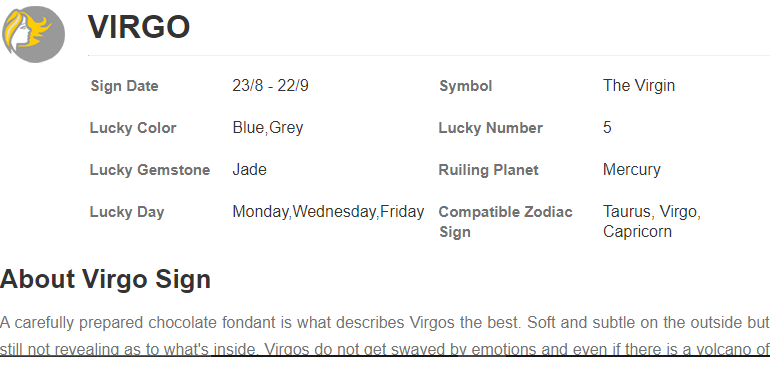 VIRGO
Sign Date 23/8 - 22/9 Symbol The Virgin
Lucky Color Blue,Grey Lucky Number 5
Lucky Gemstone Jade Ruiling Planet Mercury
Lucky Day Monday,Wednesday,Friday Compatible Zodiac Sign Taurus, Virgo, Capricorn
About Virgo Sign
A carefully prepared chocolate fondant is what describes Virgos the best. Soft and subtle on the outside but
still not revealing as to what's inside. Virgos do not get swayed by emotions and even if there is a volcano of